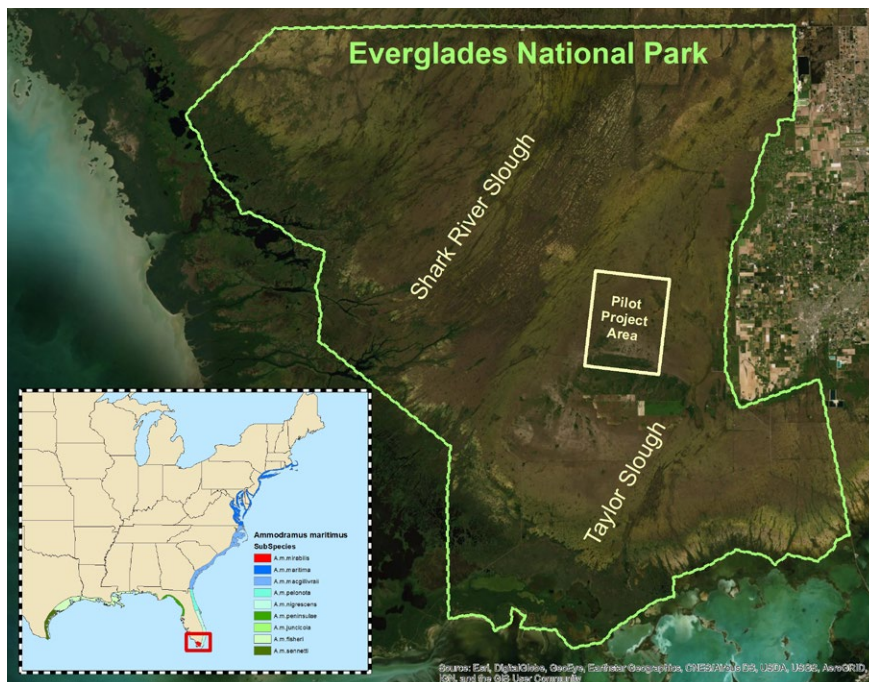 Everglades National Park
Shark River Slough
Pilot
Project
Area
Taylor Slough
Ammodramus maritimus
SubSpecies
A.m.mirabilis
A.m.maritima
A.m.macgillivraii
A.m.pelonota
A.m.nigrescens
A.m.peninsulae
A.m.juncicola
A.m.fisheri
A.m.sennetti
Source: Esri, DigitalGlobe, GeoEye, Earthstar Geographics, CNES/Airbus DS, USDA, USGS, AeroGRID,
IGN, and the GIS User Community